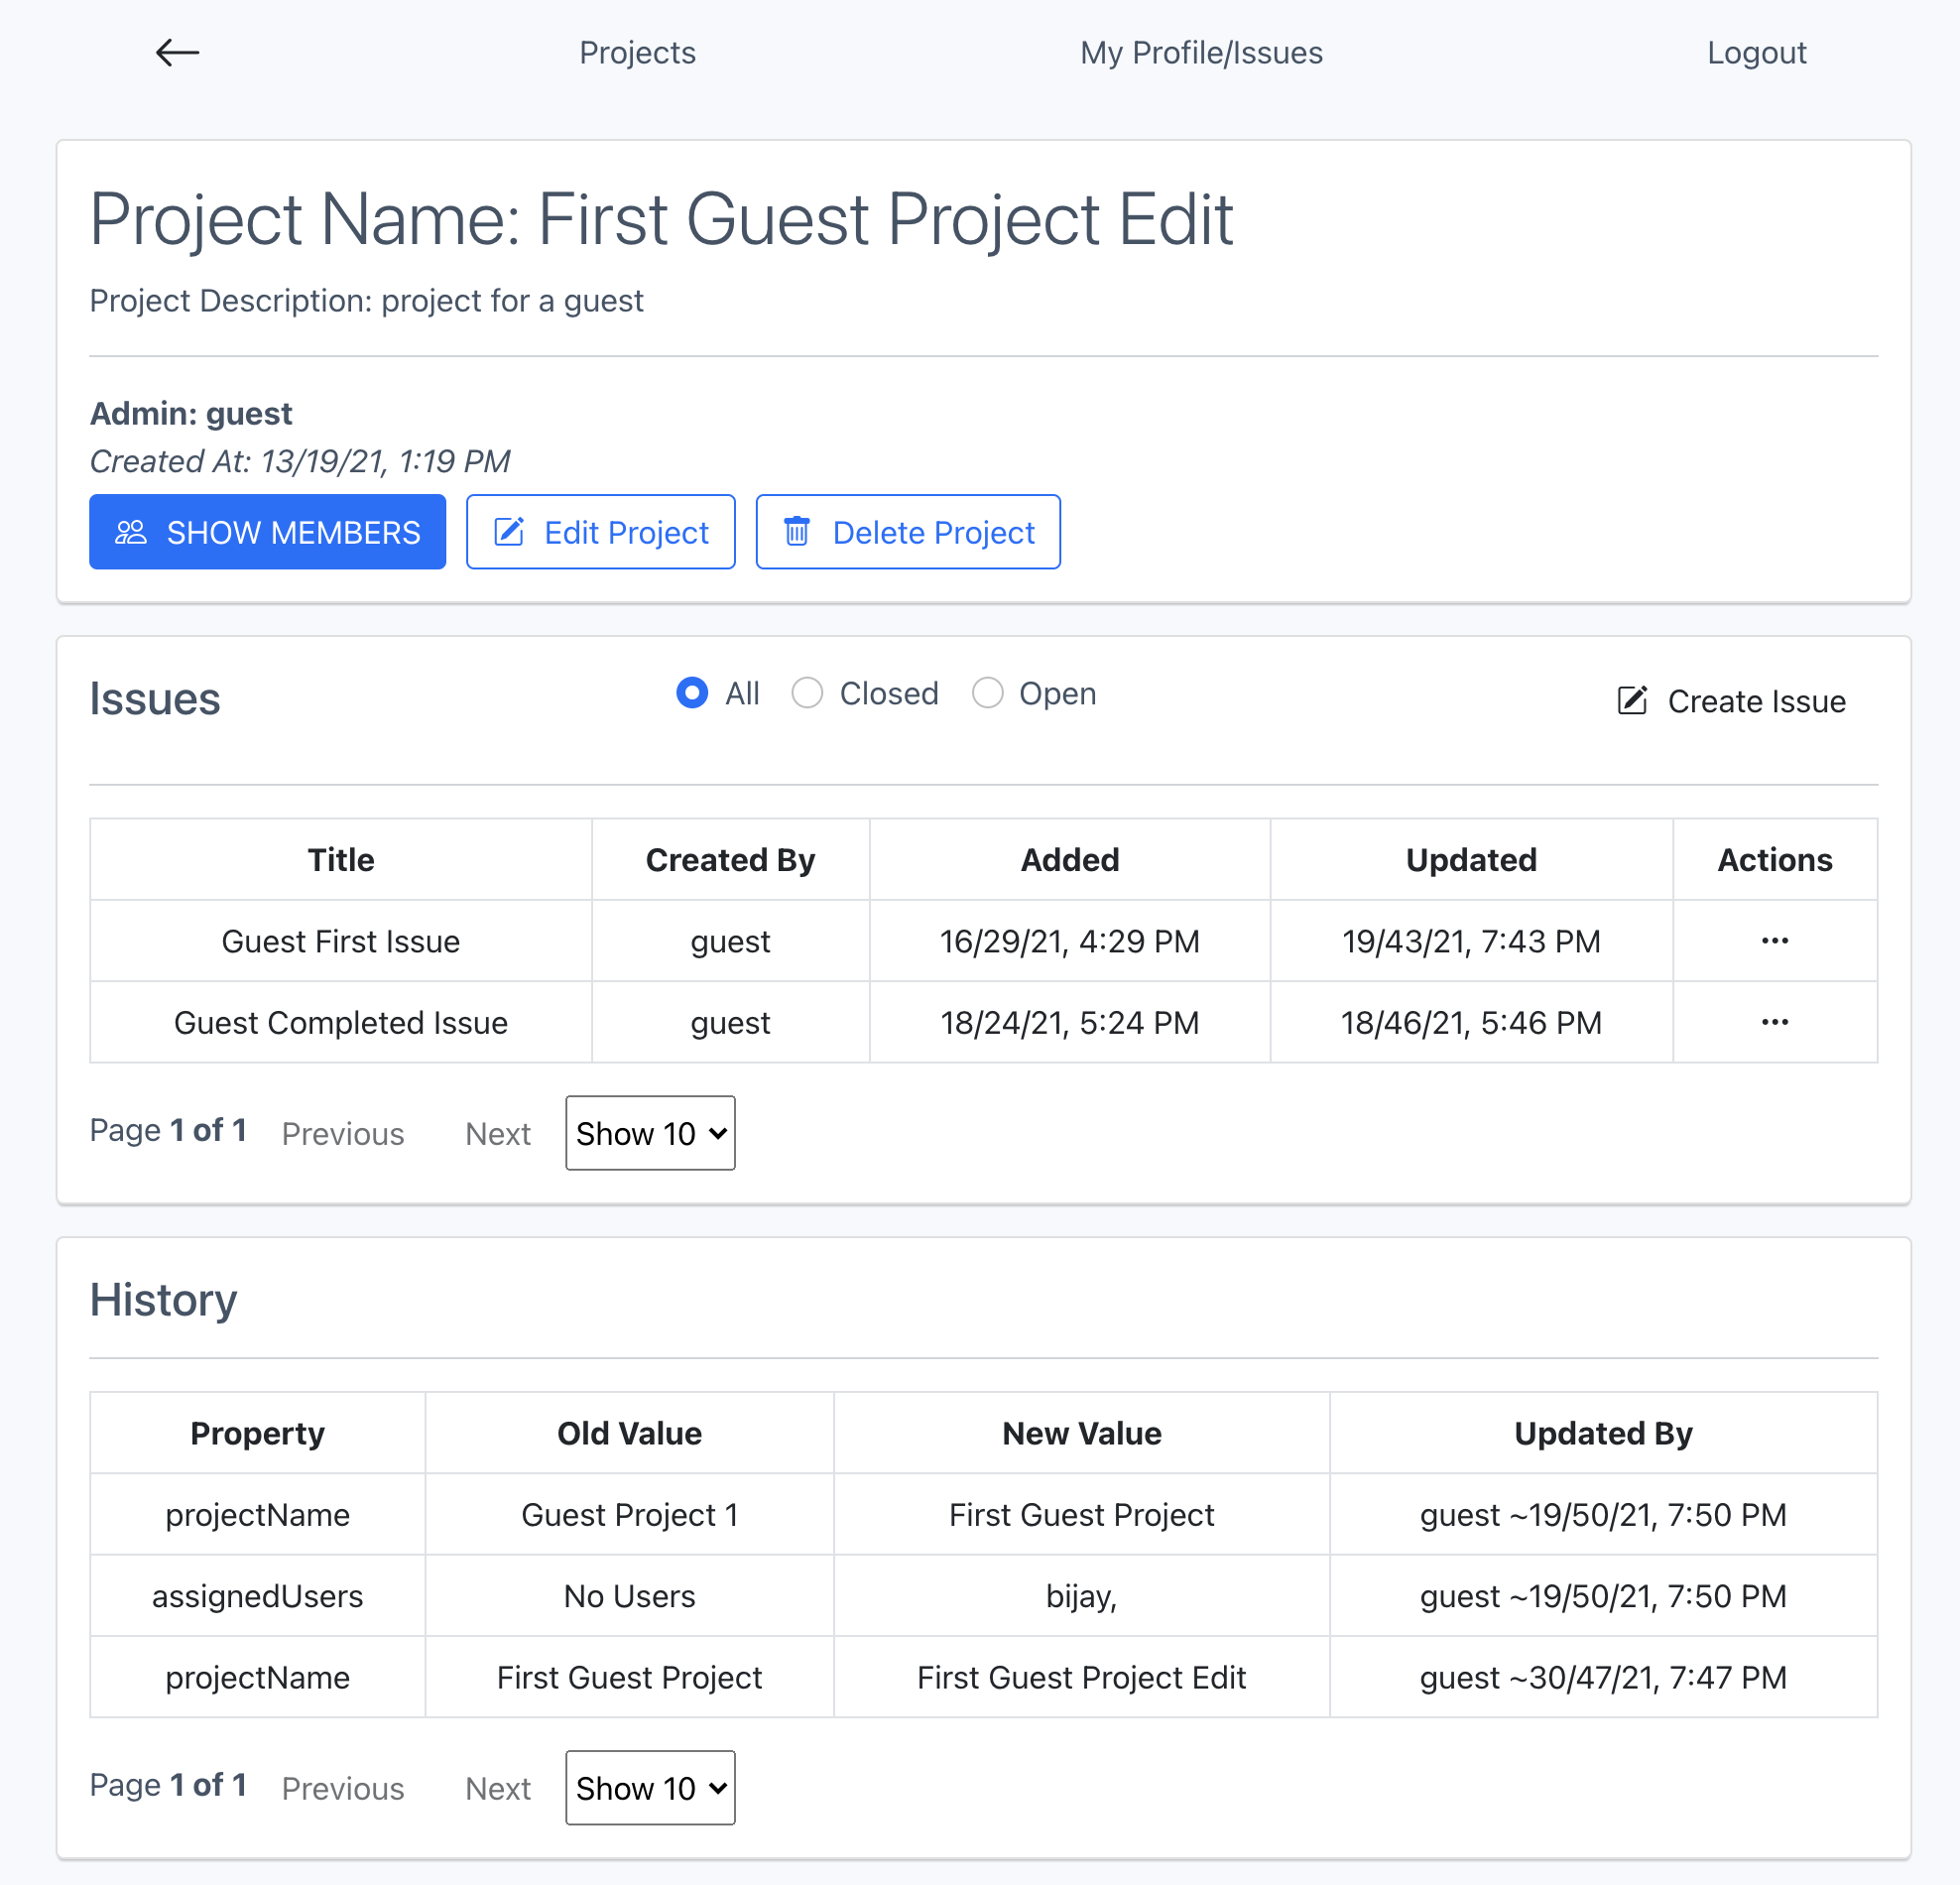 Projects My Profile/Issues Logout
Project Name: First Guest Project Edit
Project Description: project for a guest
Admin: guest
Created At: 13/19/21, 1:19 PM
SHOW MEMBERS Edit Project Delete Project
Issues All Closed Open Create Issue
Title Created By Added Updated Actions
Guest First Issue guest 16/29/21, 4:29 PM 19/43/21, 7:43 PM ...
Guest Completed Issue guest 18/24/21, 5:24 PM 18/46/21, 5:46 PM ...
Page 1 of 1 Previous Next Show 10
History
Property Old Value New Value Updated By
projectName Guest Project 1 First Guest Project guest ~19/50/21, 7:50 PM
assignedUsers No Users bijay, guest ~19/50/21, 7:50 PM
projectName First Guest Project First Guest Project Edit guest ~30/47/21, 7:47 PM
Page 1 of 1 Previous Next Show 10